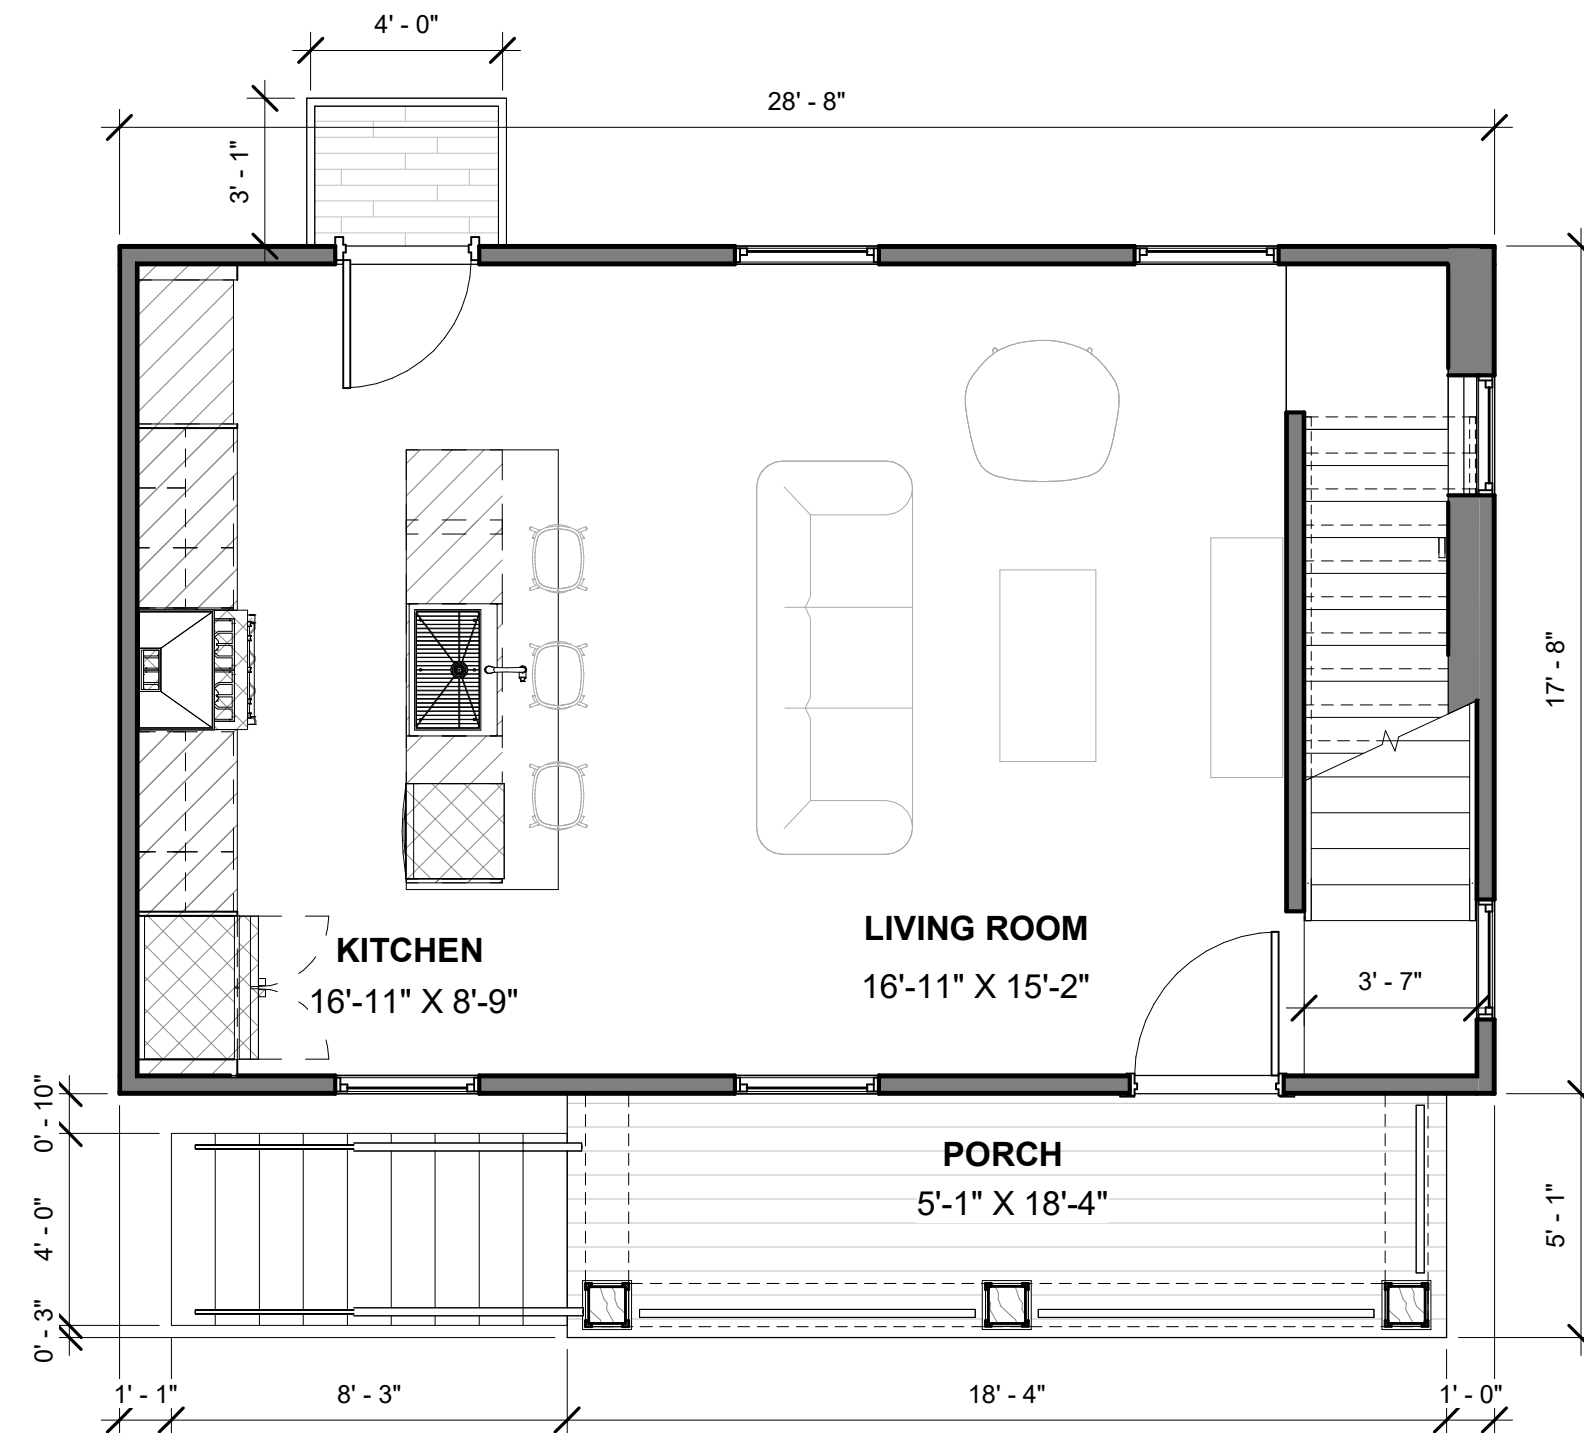 4' - 0"
28' - 8"
3' - 1"
17' - 8"
LIVING ROOM
16'-11" X 15'-2"
KITCHEN
16'-11" X 8'-9"
3' - 7"
0' - 10"
PORCH
5'-1" X 18'-4"
4' - 0"
5' - 1"
0' - 3"
1' - 1"
8' - 3"
18' - 4"
1' - 0"